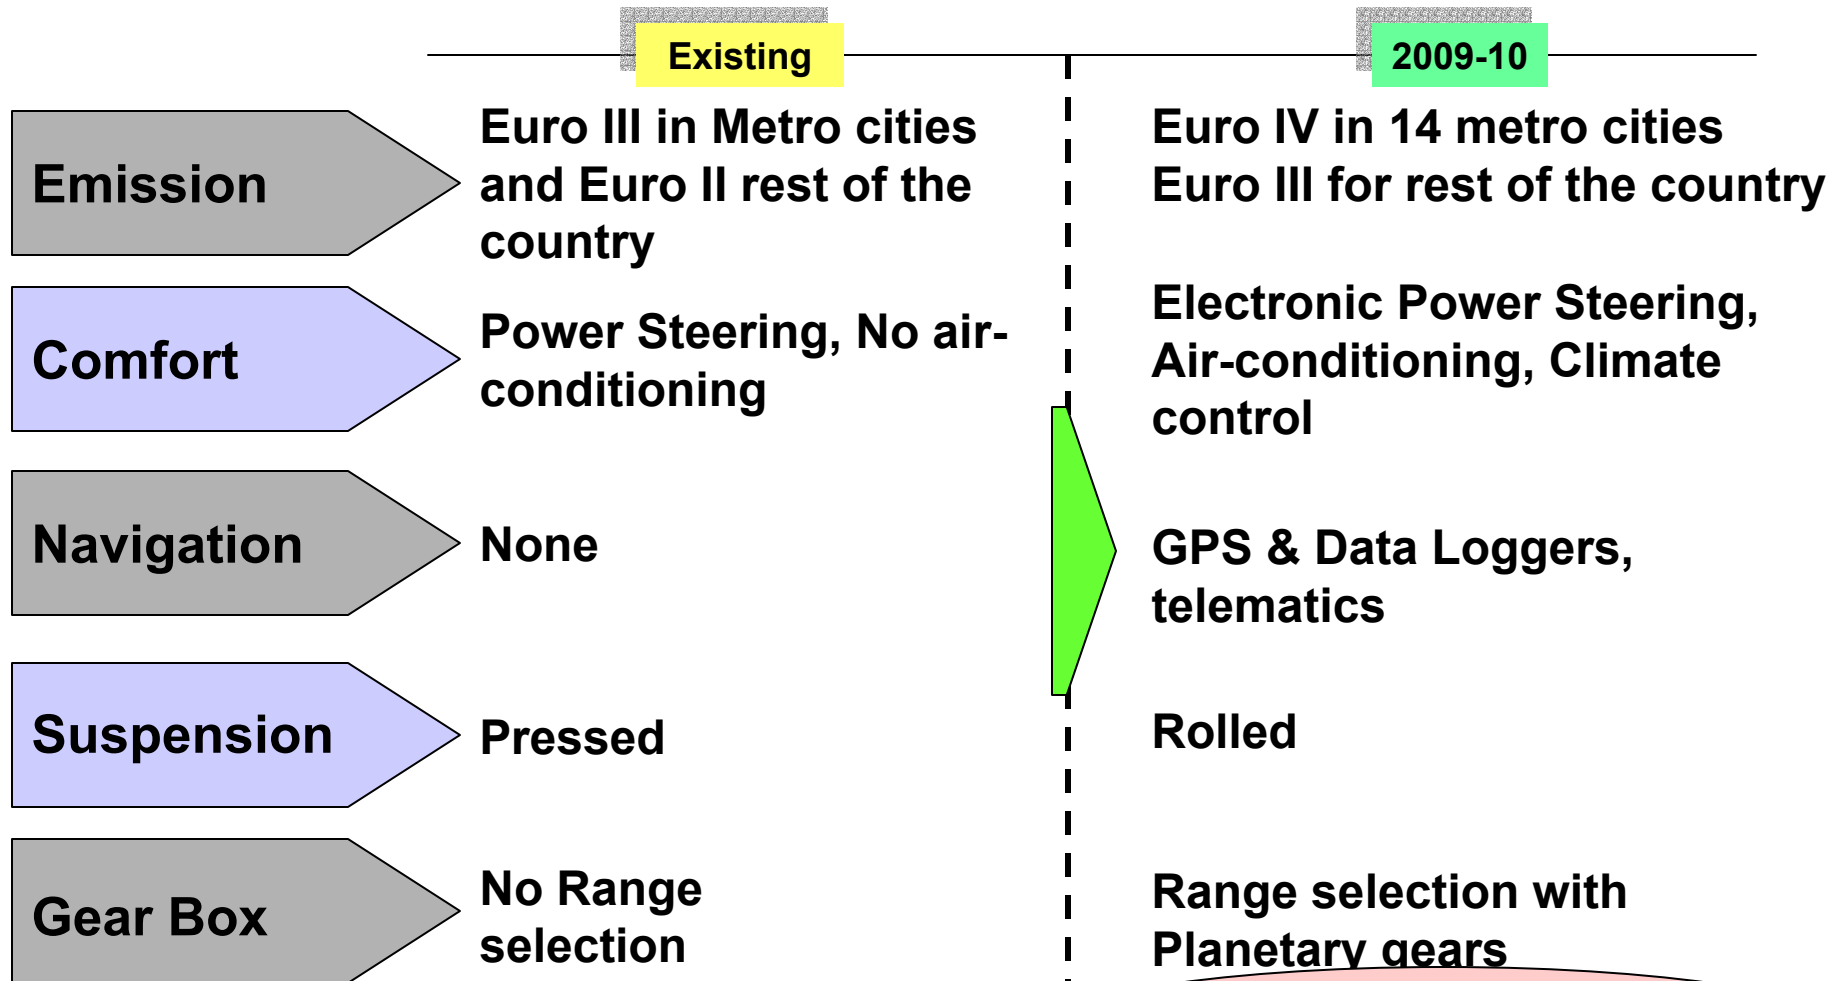 Existing
2009-10
Emission
Euro III in Metro cities
and Euro II rest of the
country
Euro IV in 14 metro cities
Euro III for rest of the country
Comfort
Power Steering, No air-
conditioning
Electronic Power Steering,
Air-conditioning, Climate
control
Navigation
None
GPS & Data Loggers,
telematics
Suspension
Pressed
Rolled
Gear Box
No Range
selection
Range selection with
Planetary gears